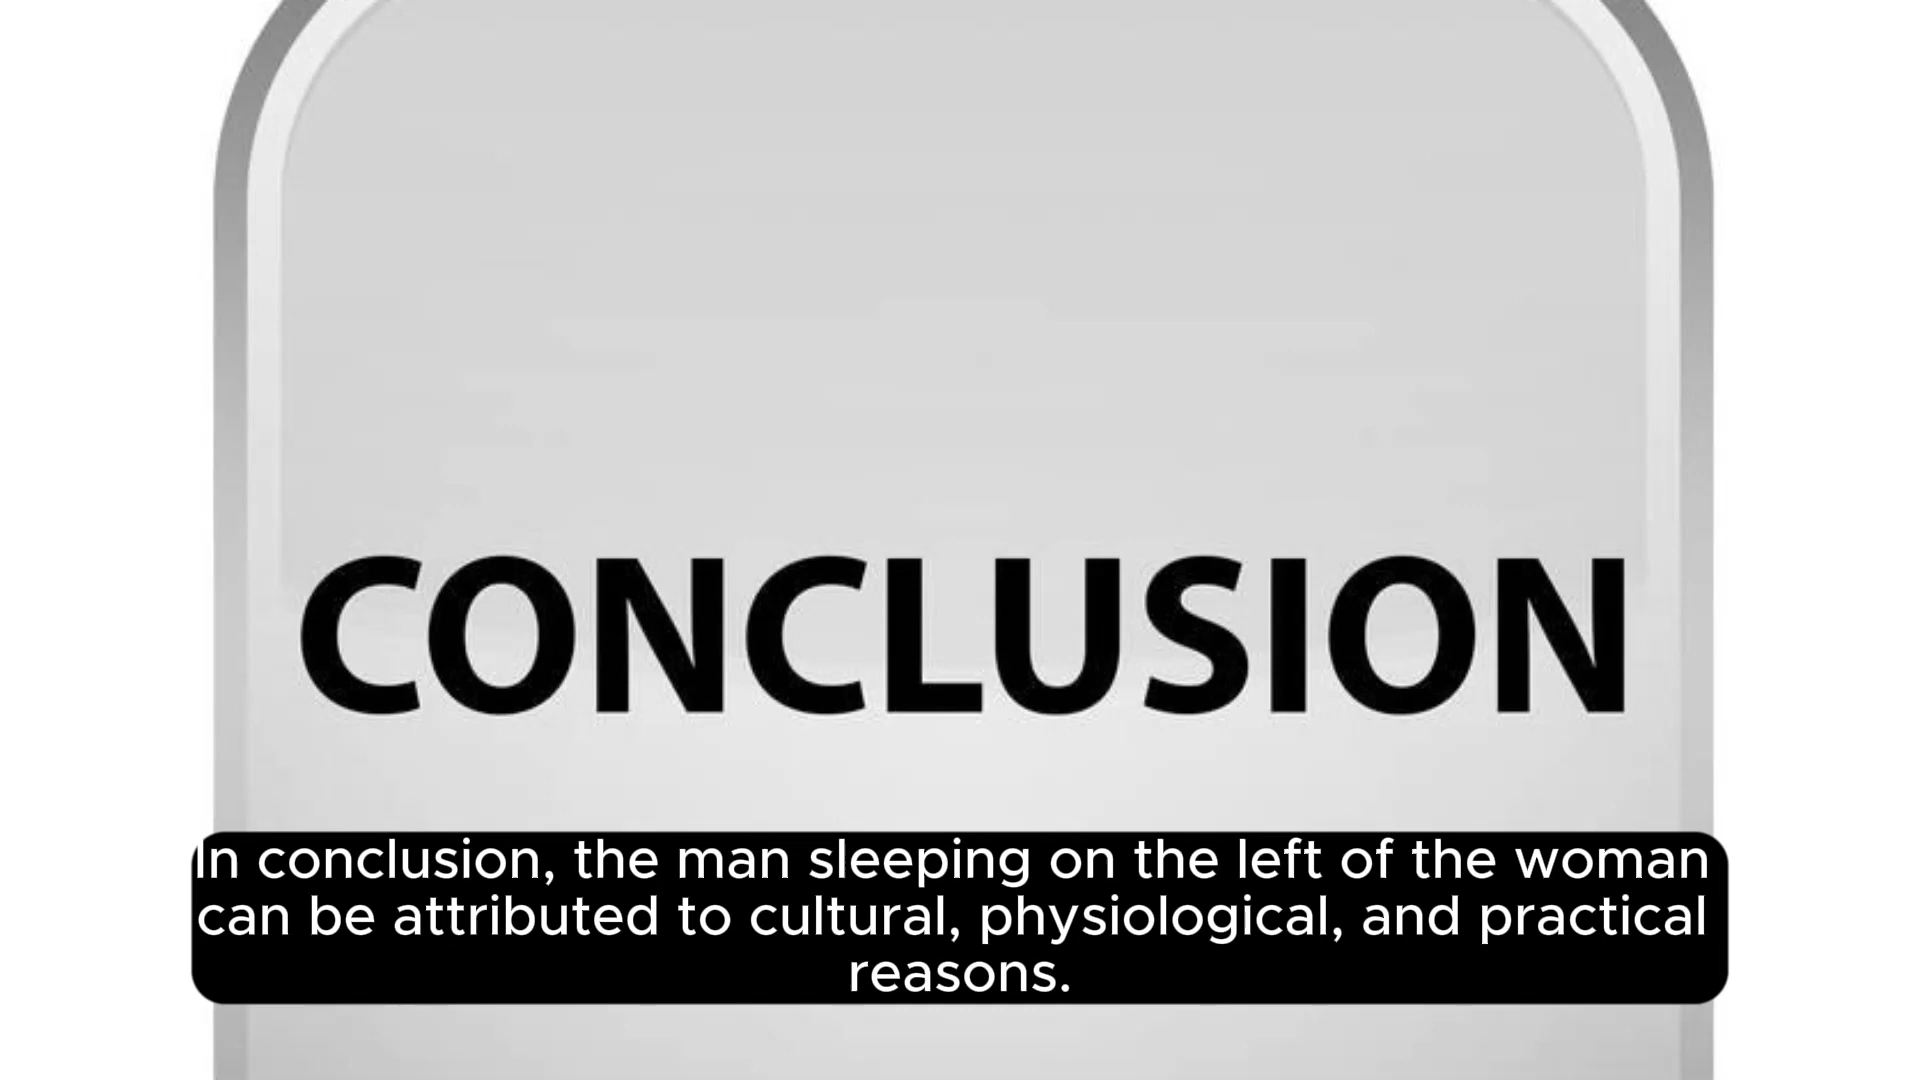 CONCLUSION
In conclusion, the man sleeping on the left of the woman
can be attributed to cultural, physiological, and practical
reasons.